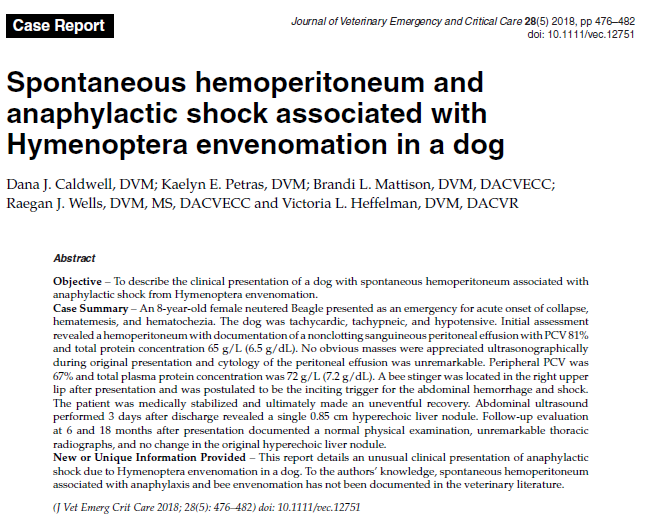 Case Report
Journal of Veterinary Emergency and Critical Care 28(5) 2018, pp 476–482
doi: 10.1111/vec.12751
Spontaneous hemoperitoneum and
anaphylactic shock associated with
Hymenoptera envenomation in a dog
Dana J. Caldwell, DVM; Kaelyn E. Petras, DVM; Brandi L. Mattison, DVM, DACVECC;
Raegan J. Wells, DVM, MS, DACVECC and Victoria L. Heffelman, DVM, DACVR
Abstract
Objective – To describe the clinical presentation of a dog with spontaneous hemoperitoneum associated with
anaphylactic shock from Hymenoptera envenomation.
Case Summary – An 8-year-old female neutered Beagle presented as an emergency for acute onset of collapse,
hematemesis, and hematochezia. The dog was tachycardic, tachypneic, and hypotensive. Initial assessment
revealed a hemoperitoneum with documentation of a nonclotting sanguineous peritoneal effusion with PCV 81%
and total protein concentration 65 g/L (6.5 g/dL). No obvious masses were appreciated ultrasonographically
during original presentation and cytology of the peritoneal effusion was unremarkable. Peripheral PCV was
67% and total plasma protein concentration was 72 g/L (7.2 g/dL). A bee stinger was located in the right upper
lip after presentation and was postulated to be the inciting trigger for the abdominal hemorrhage and shock.
The patient was medically stabilized and ultimately made an uneventful recovery. Abdominal ultrasound
performed 3 days after discharge revealed a single 0.85 cm hyperechoic liver nodule. Follow-up evaluation
at 6 and 18 months after presentation documented a normal physical examination, unremarkable thoracic
radiographs, and no change in the original hyperechoic liver nodule.
New or Unique Information Provided – This report details an unusual clinical presentation of anaphylactic
shock due to Hymenoptera envenomation in a dog. To the authors' knowledge, spontaneous hemoperitoneum
associated with anaphylaxis and bee envenomation has not been documented in the veterinary literature.
(J Vet Emerg Crit Care 2018; 28(5): 476–482) doi: 10.1111/vec.12751